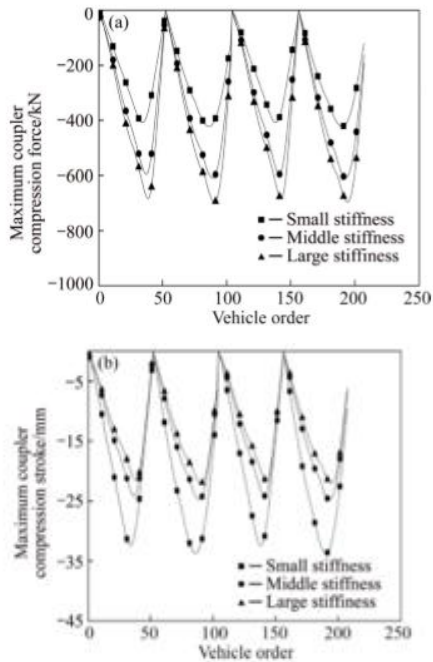 (a)
0
−200
−400
−600
−800
−1000
Maximum coupler
compression force/kN
Small stiffness
Middle stiffness
Large stiffiness
0 50 100 150 200 250
Vehicle order
(b)
−5
−15
−25
−35
−45
Maximum coupler
compression stroke/mm
Small stiffness
Middle stiffness
Large stiffiness
0 50 100 150 200 250
Vehicle order